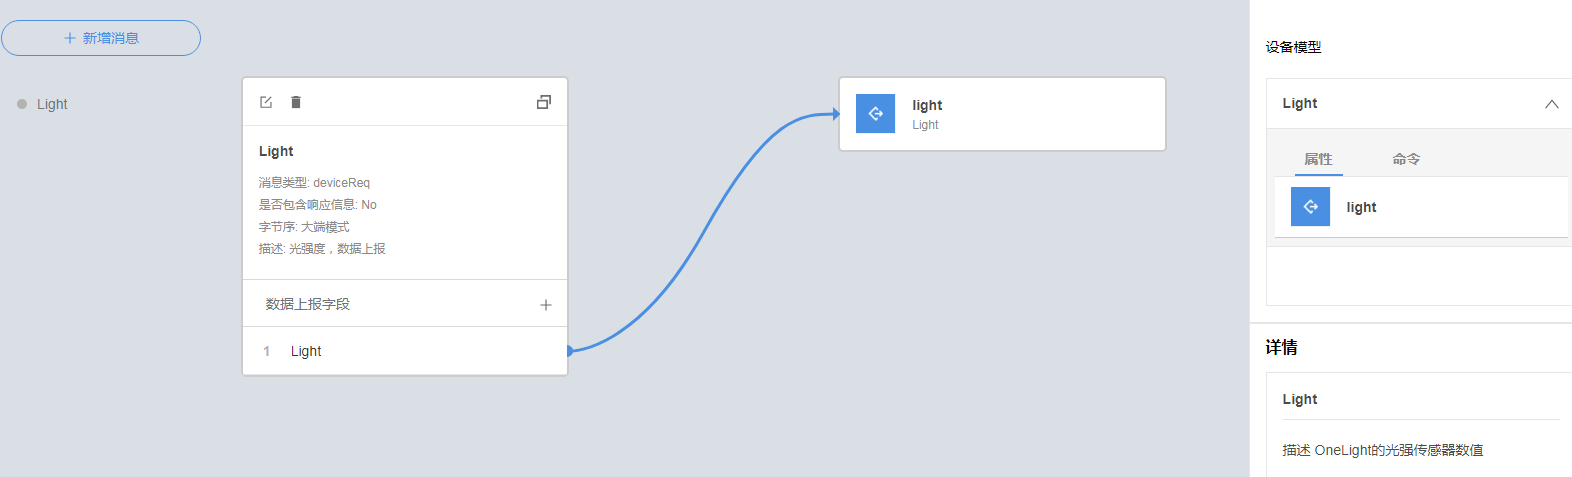 新增消息
Light
Light
消息类型: deviceReq
是否包含响应信息: No
字节序: 大端模式
描述: 光强度，数据上报
数据上报字段
1 Light
light
Light
设备模型
Light
属性 命令
light
详情
Light
描述 OneLight的光强传感器数值